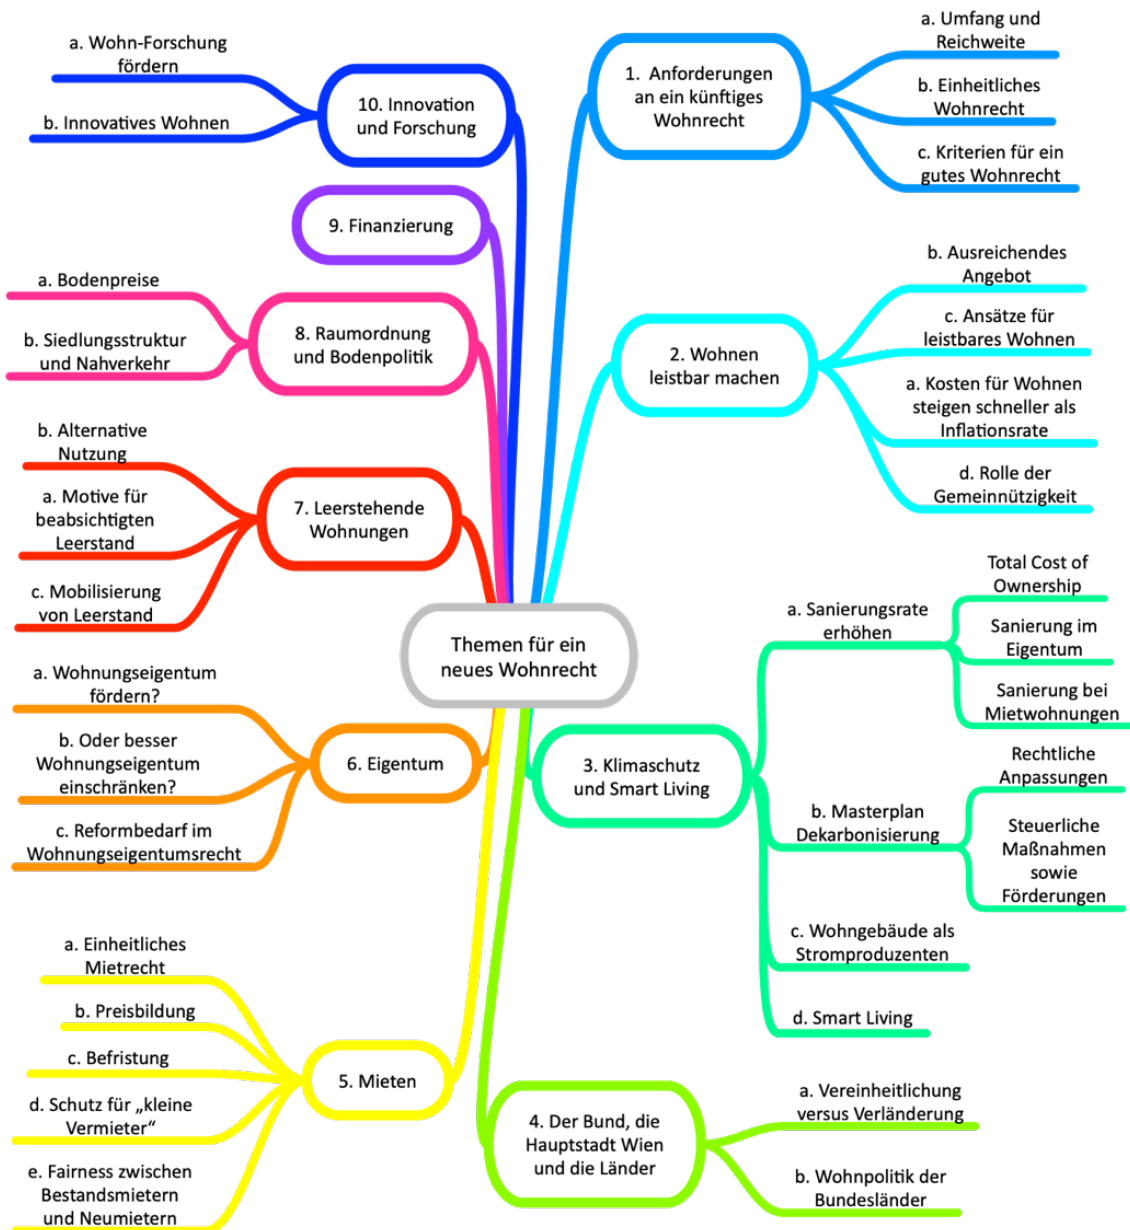 Themen für ein
neues Wohnrecht
1. Anforderungen
an ein künftiges
Wohnrecht
a. Umfang und
Reichweite
b. Einheitliches
Wohnrecht
c. Kriterien für ein
gutes Wohnrecht
2. Wohnen
leistbar machen
b. Ausreichendes
Angebot
c. Ansätze für
leistbares Wohnen
a. Kosten für Wohnen
steigen schneller als
Inflationsrate
d. Rolle der
Gemeinnützigkeit
3. Klimaschutz
und Smart Living
a. Sanierungsrate
erhöhen
Total Cost of
Ownership
Sanierung im
Eigentum
Sanierung bei
Mietwohnungen
b. Masterplan
Dekarbonisierung
Rechtliche
Anpassungen
Steuerliche
Maßnahmen
sowie
Förderungen
c. Wohngebäude als
Stromproduzenten
d. Smart Living
4. Der Bund, die
Hauptstadt Wien
und die Länder
a. Vereinheitlichung
versus Verländerung
b. Wohnpolitik der
Bundesländer
5. Mieten
a. Einheitliches
Mietrecht
b. Preisbildung
c. Befristung
d. Schutz für „kleine
Vermieter“
e. Fairness zwischen
Bestandsmietern
und Neumietern
6. Eigentum
a. Wohnungseigentum
fördern?
b. Oder besser
Wohnungseigentum
einschränken?
c. Reformbedarf im
Wohnungseigentumsrecht
7. Leerstehende
Wohnungen
b. Alternative
Nutzung
a. Motive für
beabsichtigten
Leerstand
c. Mobilisierung
von Leerstand
8. Raumordnung
und Bodenpolitik
a. Bodenpreise
b. Siedlungsstruktur
und Nahverkehr
9. Finanzierung
10. Innovation
und Forschung
a. Wohn-Forschung
fördern
b. Innovatives Wohnen